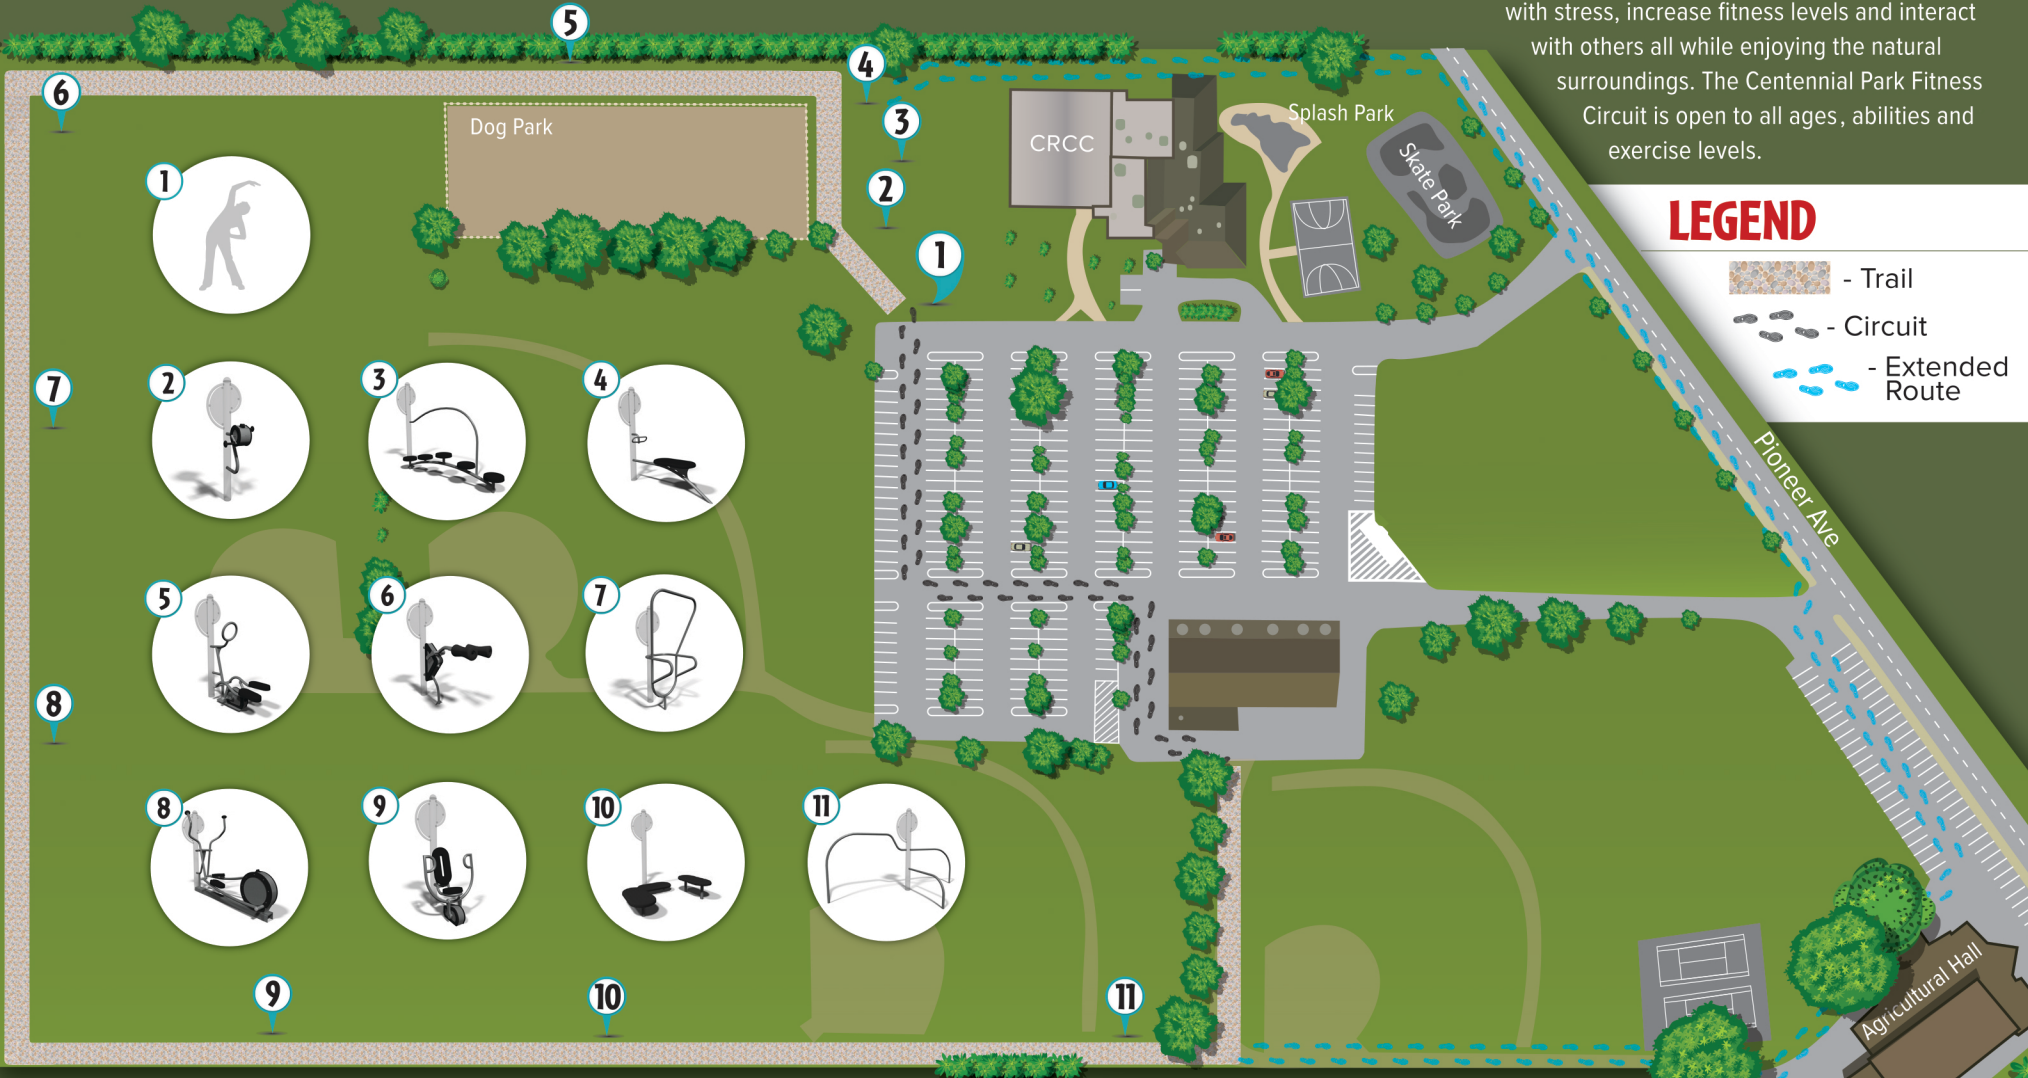 with stress, increase fitness levels and interact
with others all while enjoying the natural
surroundings. The Centennial Park Fitness
Circuit is open to all ages, abilities and
exercise levels.
LEGEND
- Trail
- Circuit
- Extended
Route
5
4
6
3
2
1
7
8
9
10
11
Dog Park
CRCC
Splash Park
Skate Park
Pioneer Ave
Agricultural Hall
1
2
3
4
5
6
7
8
9
10
11